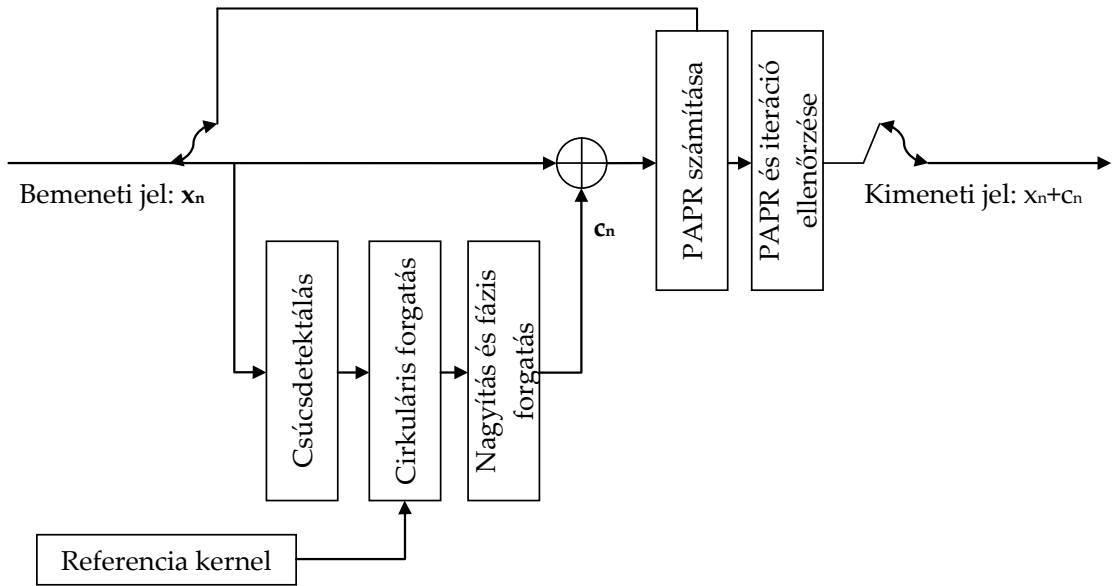 PAPR számítása
PAPR és iteráció
ellenőrzése
Bemeneti jel: xn
Kimeneti jel: xn+cn
cn
Csúcsdetektálás
Cirkuláris forgatás
Nagyítás és fázis
forgatás
Referencia kernel